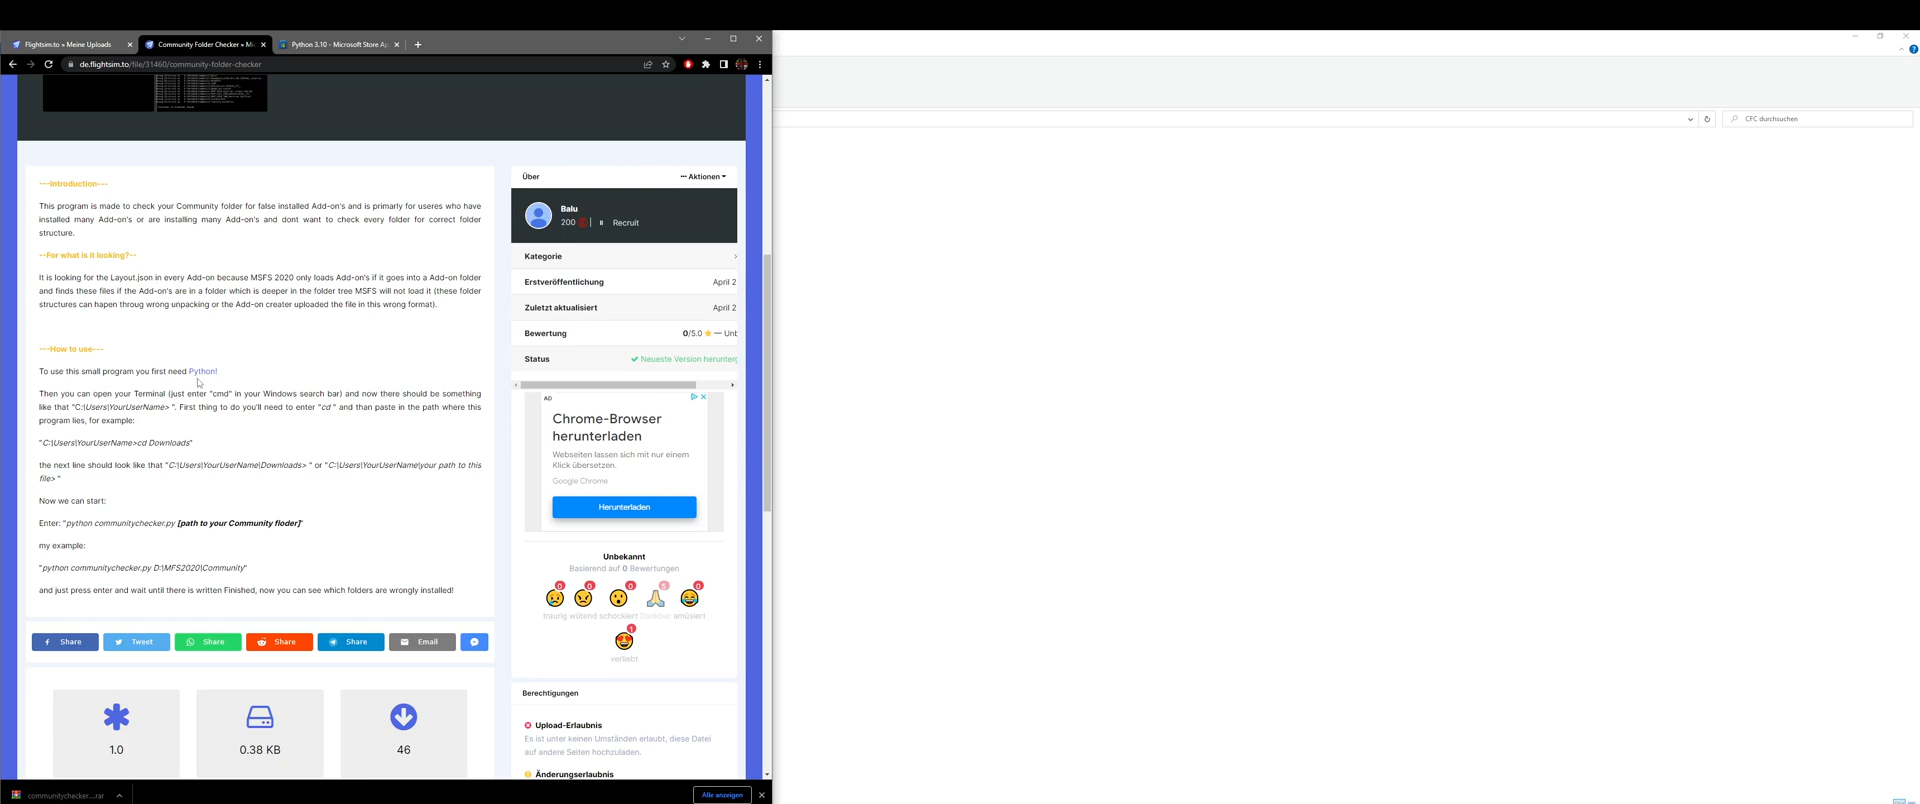 Flightsim.to » Meine Uploads
Community Folder Checker » Mi
Python 3.10 - Microsoft Store Ap
de.flightsim.to/file/31460/community-folder-checker
CFC durchsuchen
---Introduction---
This program is made to check your Community folder for false installed Add-on's and is primarly for useres who have
installed many Add-on's or are installing many Add-on's and dont want to check every folder for correct folder
structure.
--For what is it looking?--
It is looking for the Layout.json in every Add-on because MSFS 2020 only loads Add-on's if it goes into a Add-on folder
and finds these files if the Add-on's are in a folder which is deeper in the folder tree MSFS will not load it (these folder
structures can hapen throug wrong unpacking or the Add-on creator uploaded the file in this wrong format).
---How to use---
To use this small program you first need Python!
Then you can open your Terminal (just enter "cmd" in your Windows search bar) and now there should be something
like that "C:\Users\YourUserName> ". First thing to do you'll need to enter "cd " and than paste in the path where this
program lies, for example:
"C:\Users\YourUserName>cd Downloads"
the next line should look like that "C:\Users\YourUserName\Downloads> " or "C:\Users\YourUserName\your path to this
file> "
Now we can start:
Enter: "python communitychecker.py [path to your Community floder]"
my example:
"python communitychecker.py D:\MFS2020\Community"
and just press enter and wait until there is written Finished, now you can see which folders are wrongly installed!
Share
Tweet
Share
Share
Share
Email
1.0
0.38 KB
46
Über
Aktionen
Balu
200
Recruit
Kategorie
Erstveröffentlichung April 2
Zuletzt aktualisiert April 2
Bewertung 0/5.0 — Unb
Status Neueste Version herunterg
AD
Chrome-Browser
herunterladen
Webseiten lassen sich mit nur einem
Klick übersetzen.
Google Chrome
Herunterladen
Unbekannt
Basierend auf 0 Bewertungen
0 0 0 5 0
traurig wütend schockiert Dankbar amüsiert
1
verliebt
Berechtigungen
Upload-Erlaubnis
Es ist unter keinen Umständen erlaubt, diese Datei
auf andere Seiten hochzuladen.
Änderungserlaubnis
communitychecker....rar
Alle anzeigen